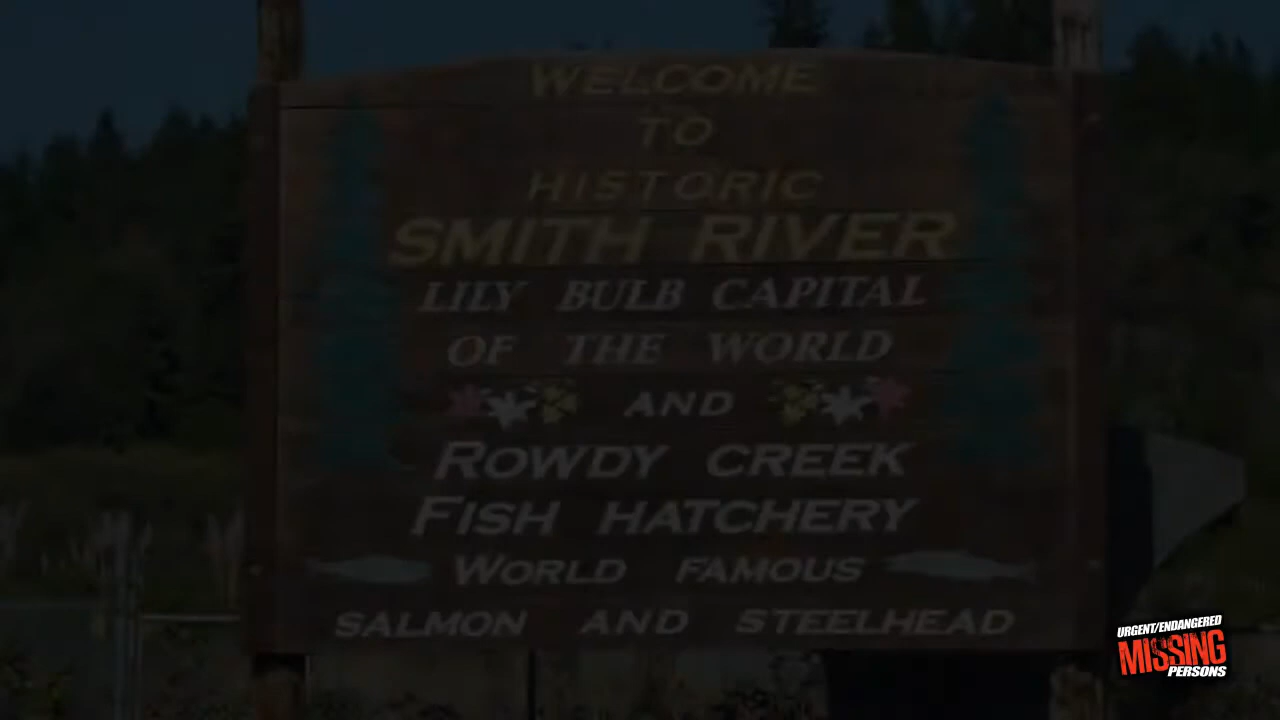 WELCOME
TO
HISTORIC
SMITH RIVER
LILY BULB CAPITAL
OF THE WORLD
AND
ROWDY CREEK
FISH HATCHERY
WORLD FAMOUS
SALMON AND STEELHEAD
URGENT/ENDANGERED
MISSING
PERSONS